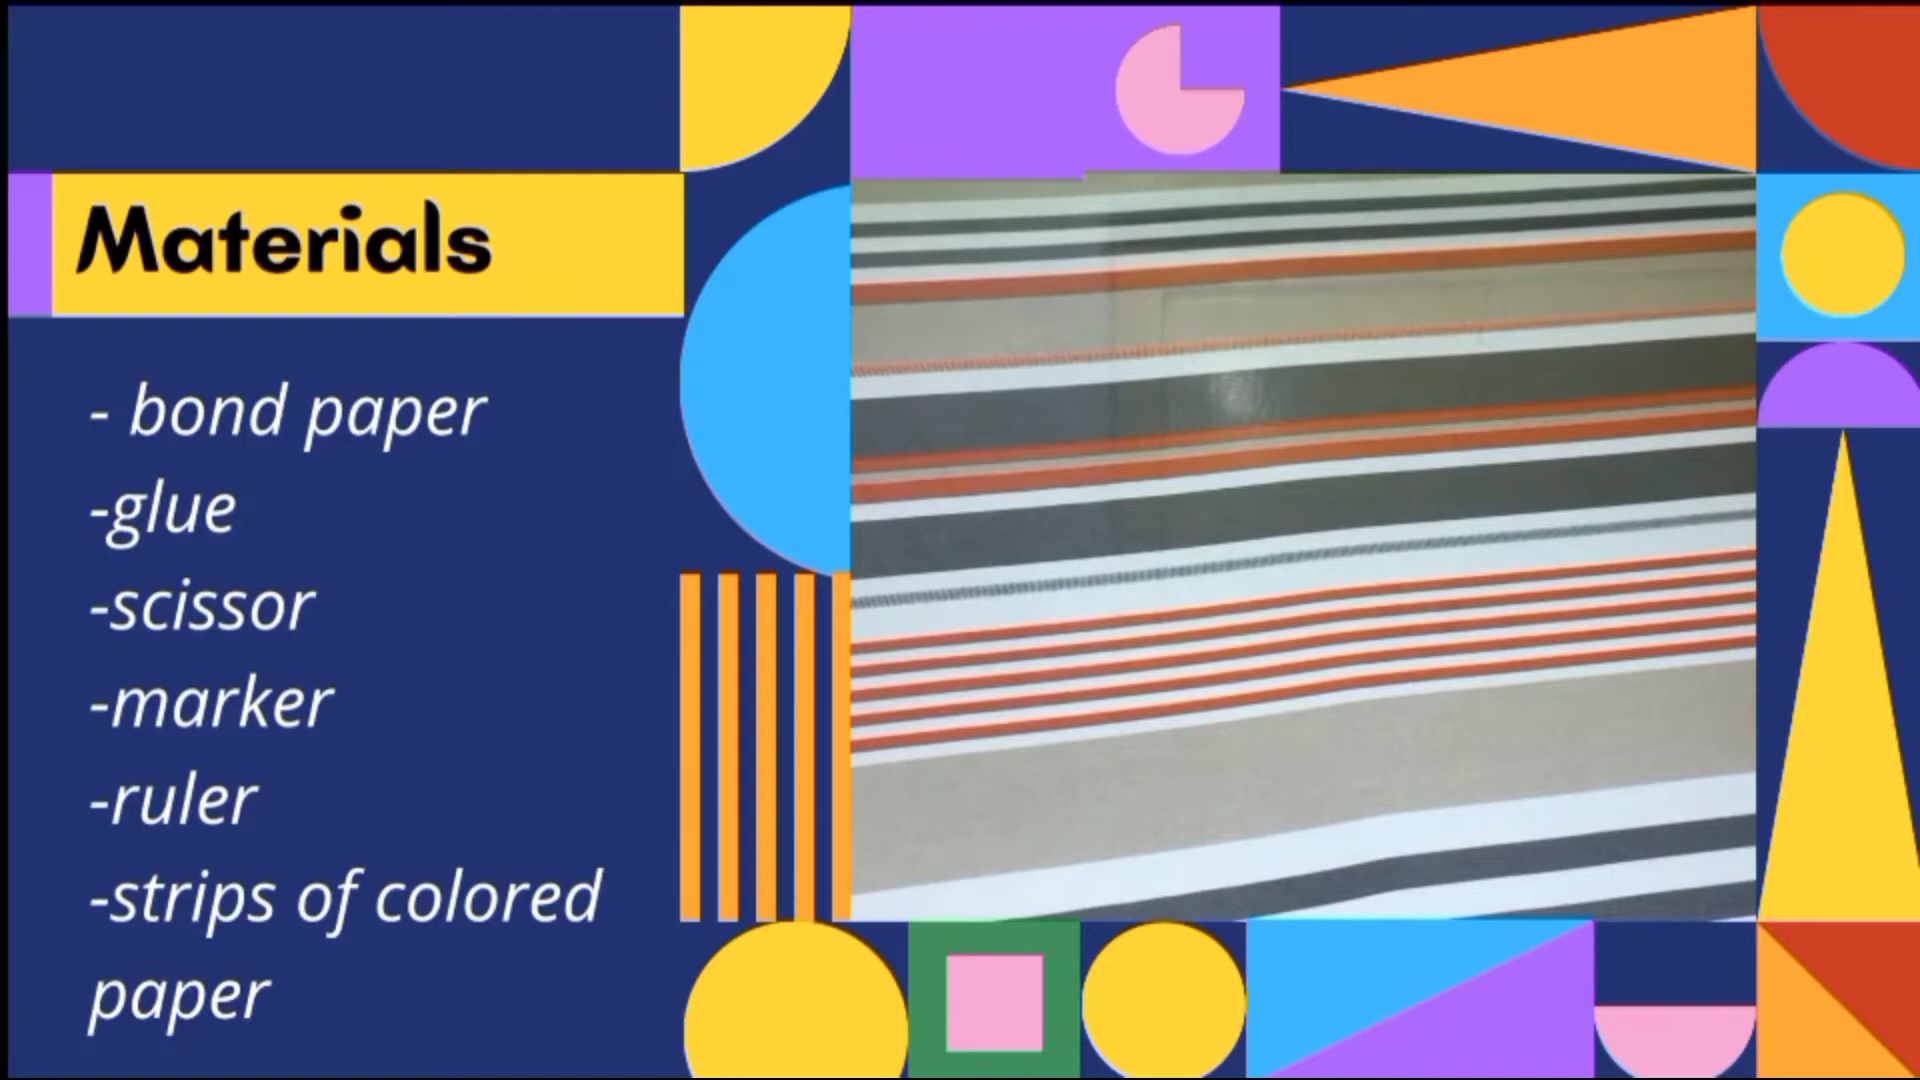 Materials
- bond paper
-glue
-scissor
-marker
-ruler
-strips of colored
paper